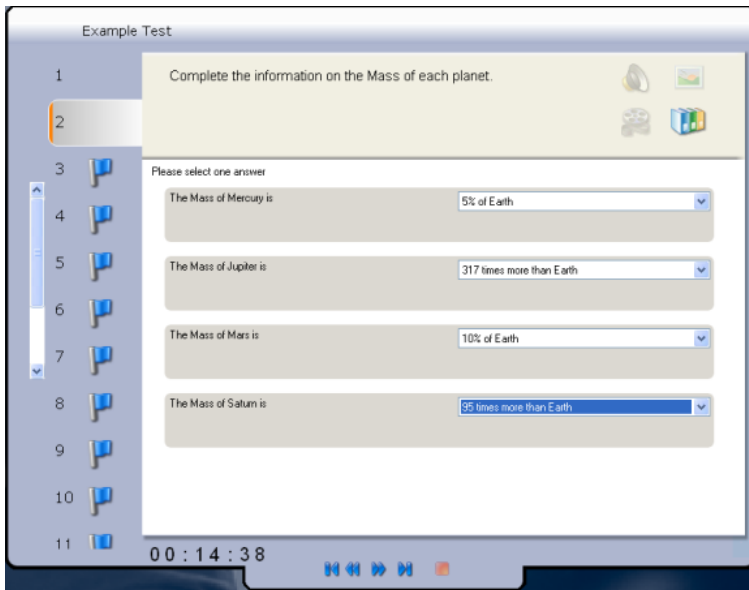 Example Test
1
2
3
4
5
6
7
8
9
10
11
Complete the information on the Mass of each planet.
Please select one answer
The Mass of Mercury is
5% of Earth
The Mass of Jupiter is
317 times more than Earth
The Mass of Mars is
10% of Earth
The Mass of Saturn is
95 times more than Earth
00:14:38